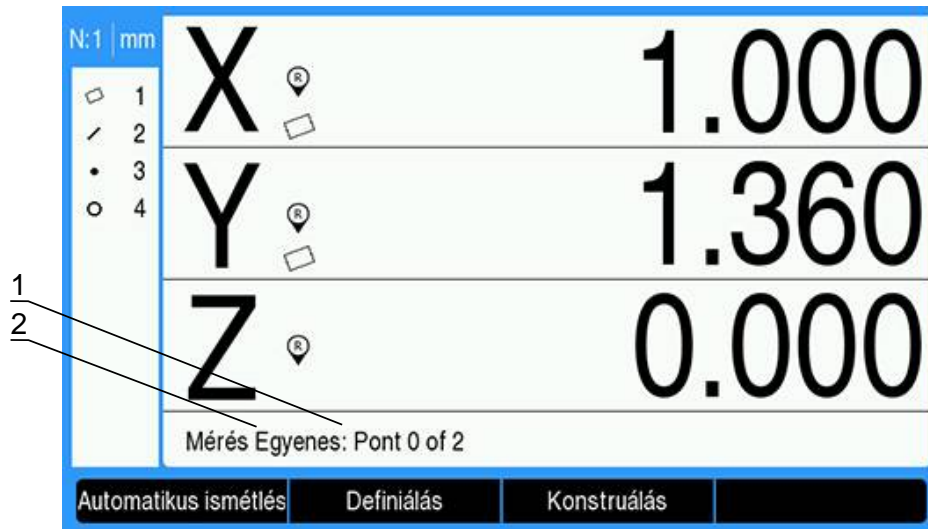 N:1 mm
1
2
3
4
X R 1.000
Y R 1.360
Z R 0.000
1
2
Mérés Egyenes: Pont 0 of 2
Automatikus ismétlés Definiálás Konstruálás